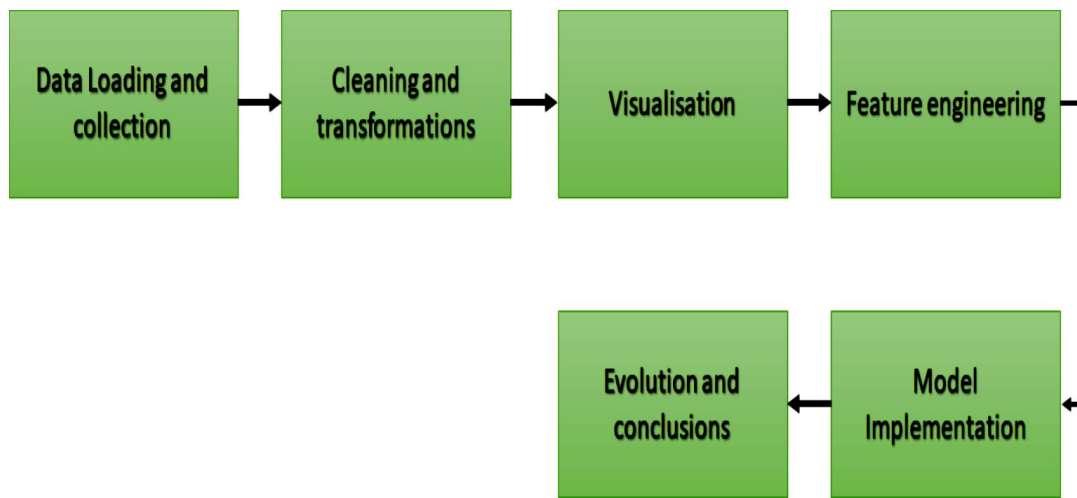 Data Loading and
collection
Cleaning and
transformations
Visualisation
Feature engineering
Model
Implementation
Evolution and
conclusions